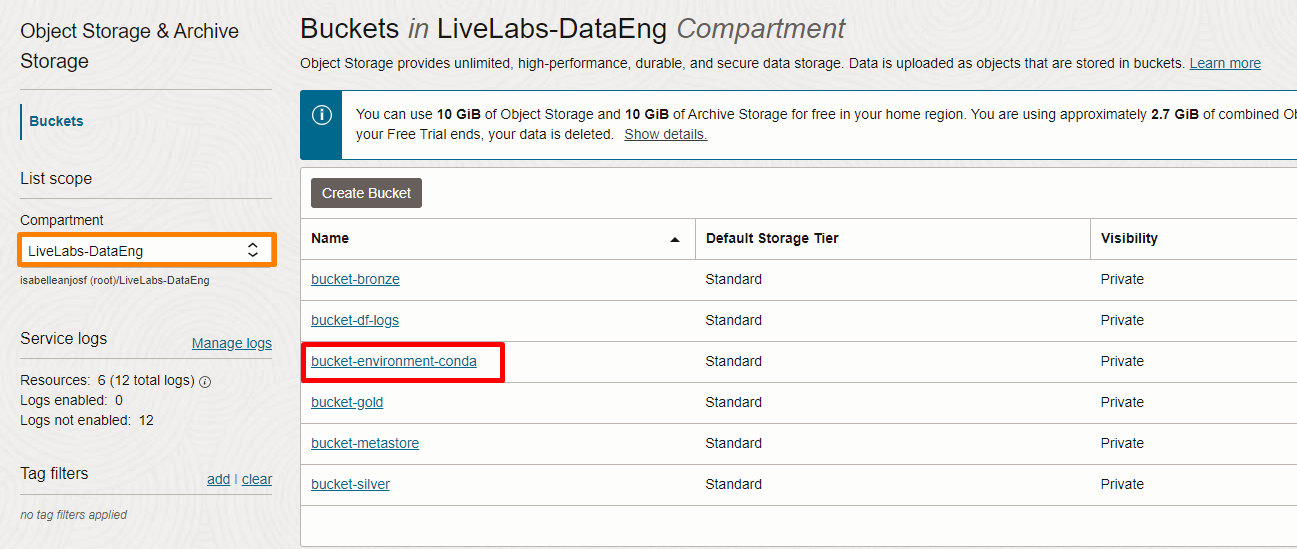 Object Storage & Archive
Storage
Buckets
List scope
Compartment
LiveLabs-DataEng
isabelleanjosf (root)/LiveLabs-DataEng
Service logs
Manage logs
Resources: 6 (12 total logs)
Logs enabled: 0
Logs not enabled: 12
Tag filters
add | clear
no tag filters applied
Buckets in LiveLabs-DataEng Compartment
Object Storage provides unlimited, high-performance, durable, and secure data storage. Data is uploaded as objects that are stored in buckets. Learn more
You can use 10 GiB of Object Storage and 10 GiB of Archive Storage for free in your home region. You are using approximately 2.7 GiB of combined Ob
your Free Trial ends, your data is deleted. Show details.
Create Bucket
Name Default Storage Tier Visibility
bucket-bronze Standard Private
bucket-df-logs Standard Private
bucket-environment-conda Standard Private
bucket-gold Standard Private
bucket-metastore Standard Private
bucket-silver Standard Private